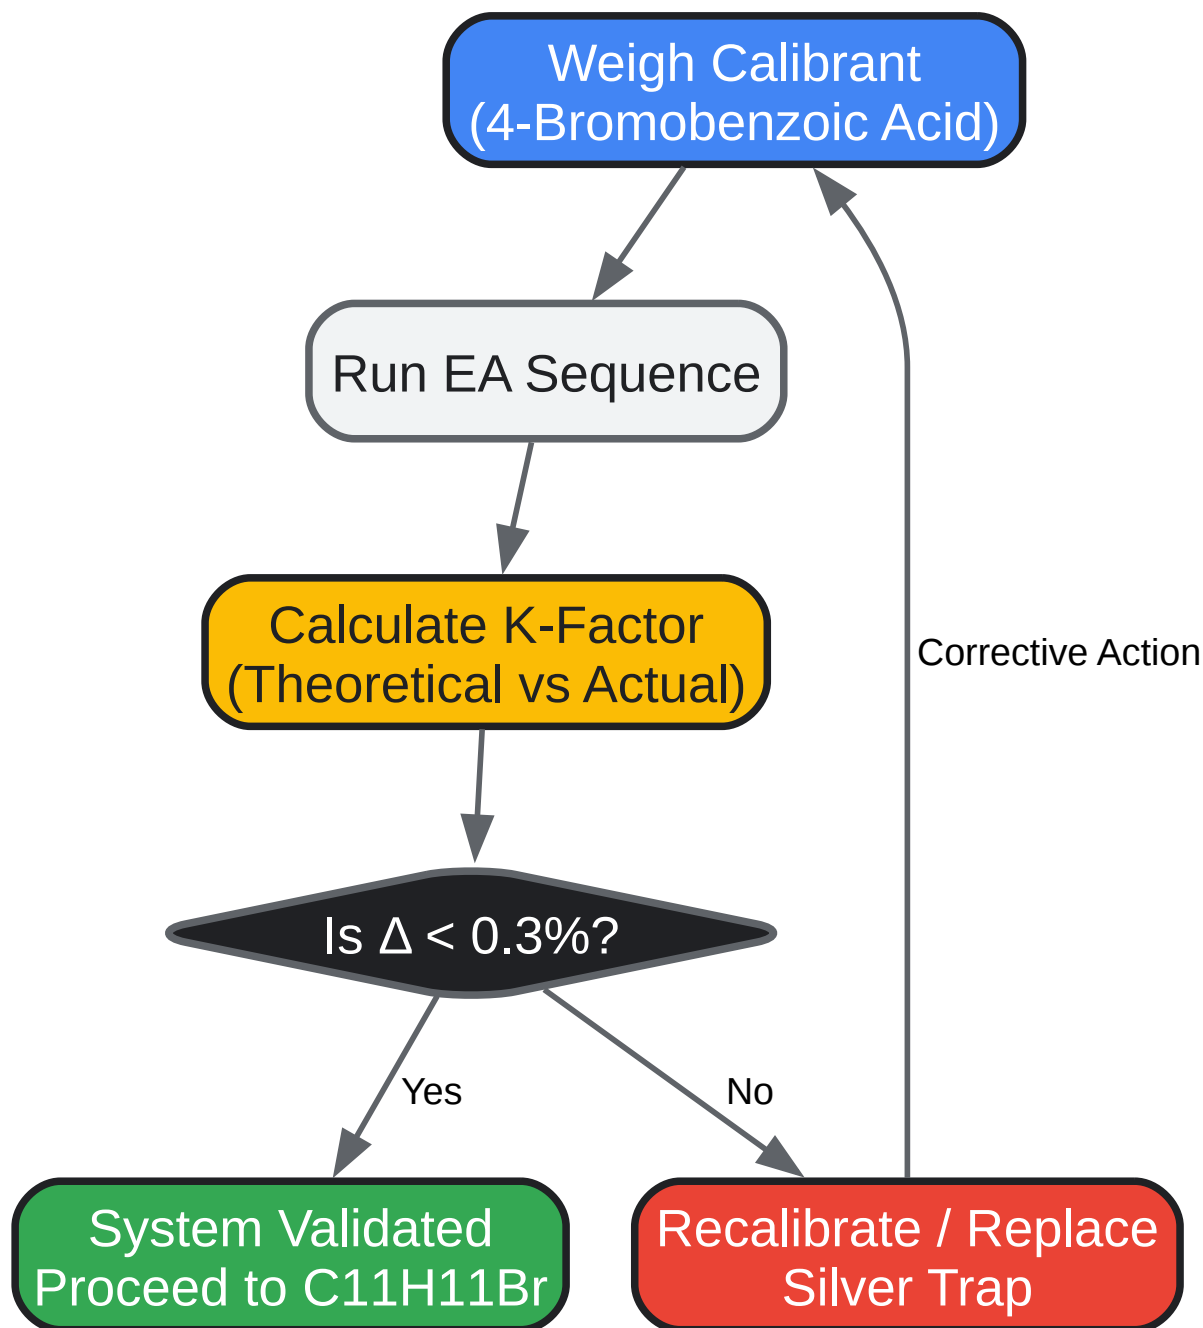 Weigh Calibrant
(4-Bromobenzoic Acid)
Run EA Sequence
Calculate K-Factor
(Theoretical vs Actual)
Corrective Action
Is Δ < 0.3%?
Yes
No
System Validated
Proceed to C11H11Br
Recalibrate / Replace
Silver Trap